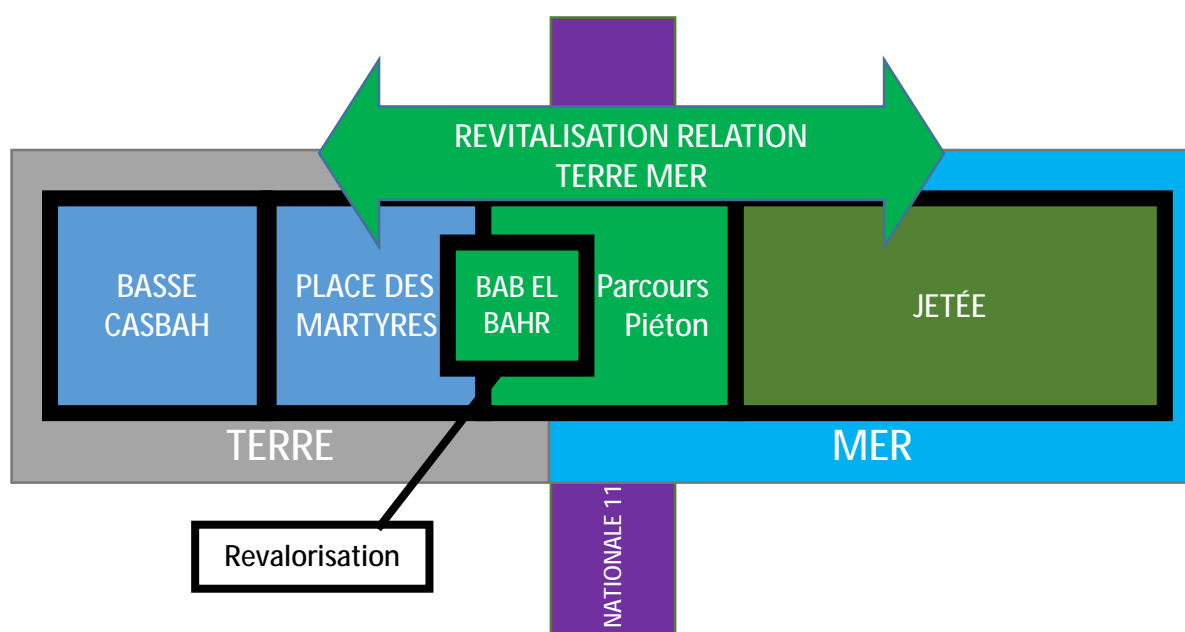 REVITALISATION RELATION
TERRE MER
BASSE
CASBAH
PLACE DES
MARTYRES
BAB EL
BAHR
Parcours
Piéton
JETÉE
TERRE
MER
Revalorisation
NATIONALE 11